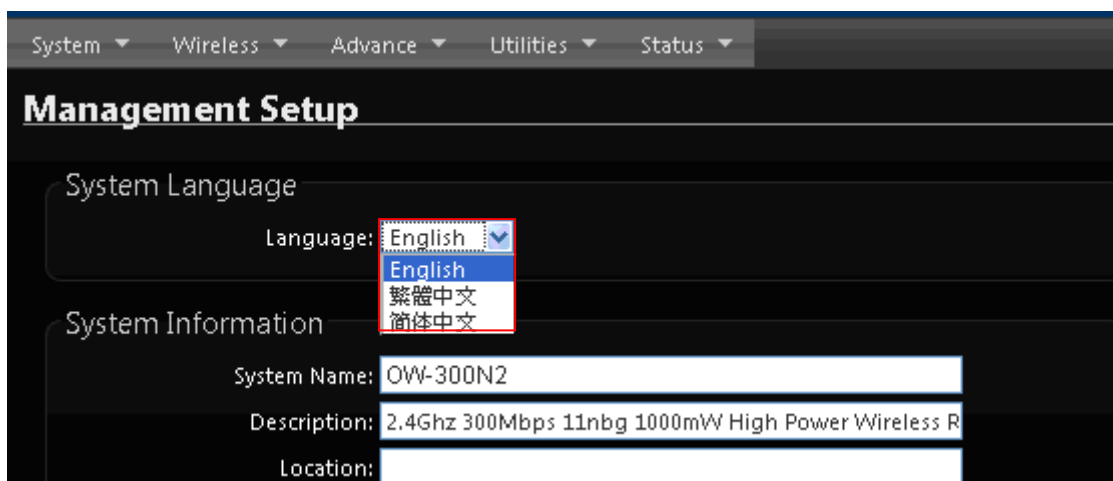 System Wireless Advance Utilities Status
Management Setup
System Language
Language: English
English
繁體中文
简体中文
System Information
System Name: OW-300N2
Description: 2.4Ghz 300Mbps 11nbg 1000mW High Power Wireless R
Location: